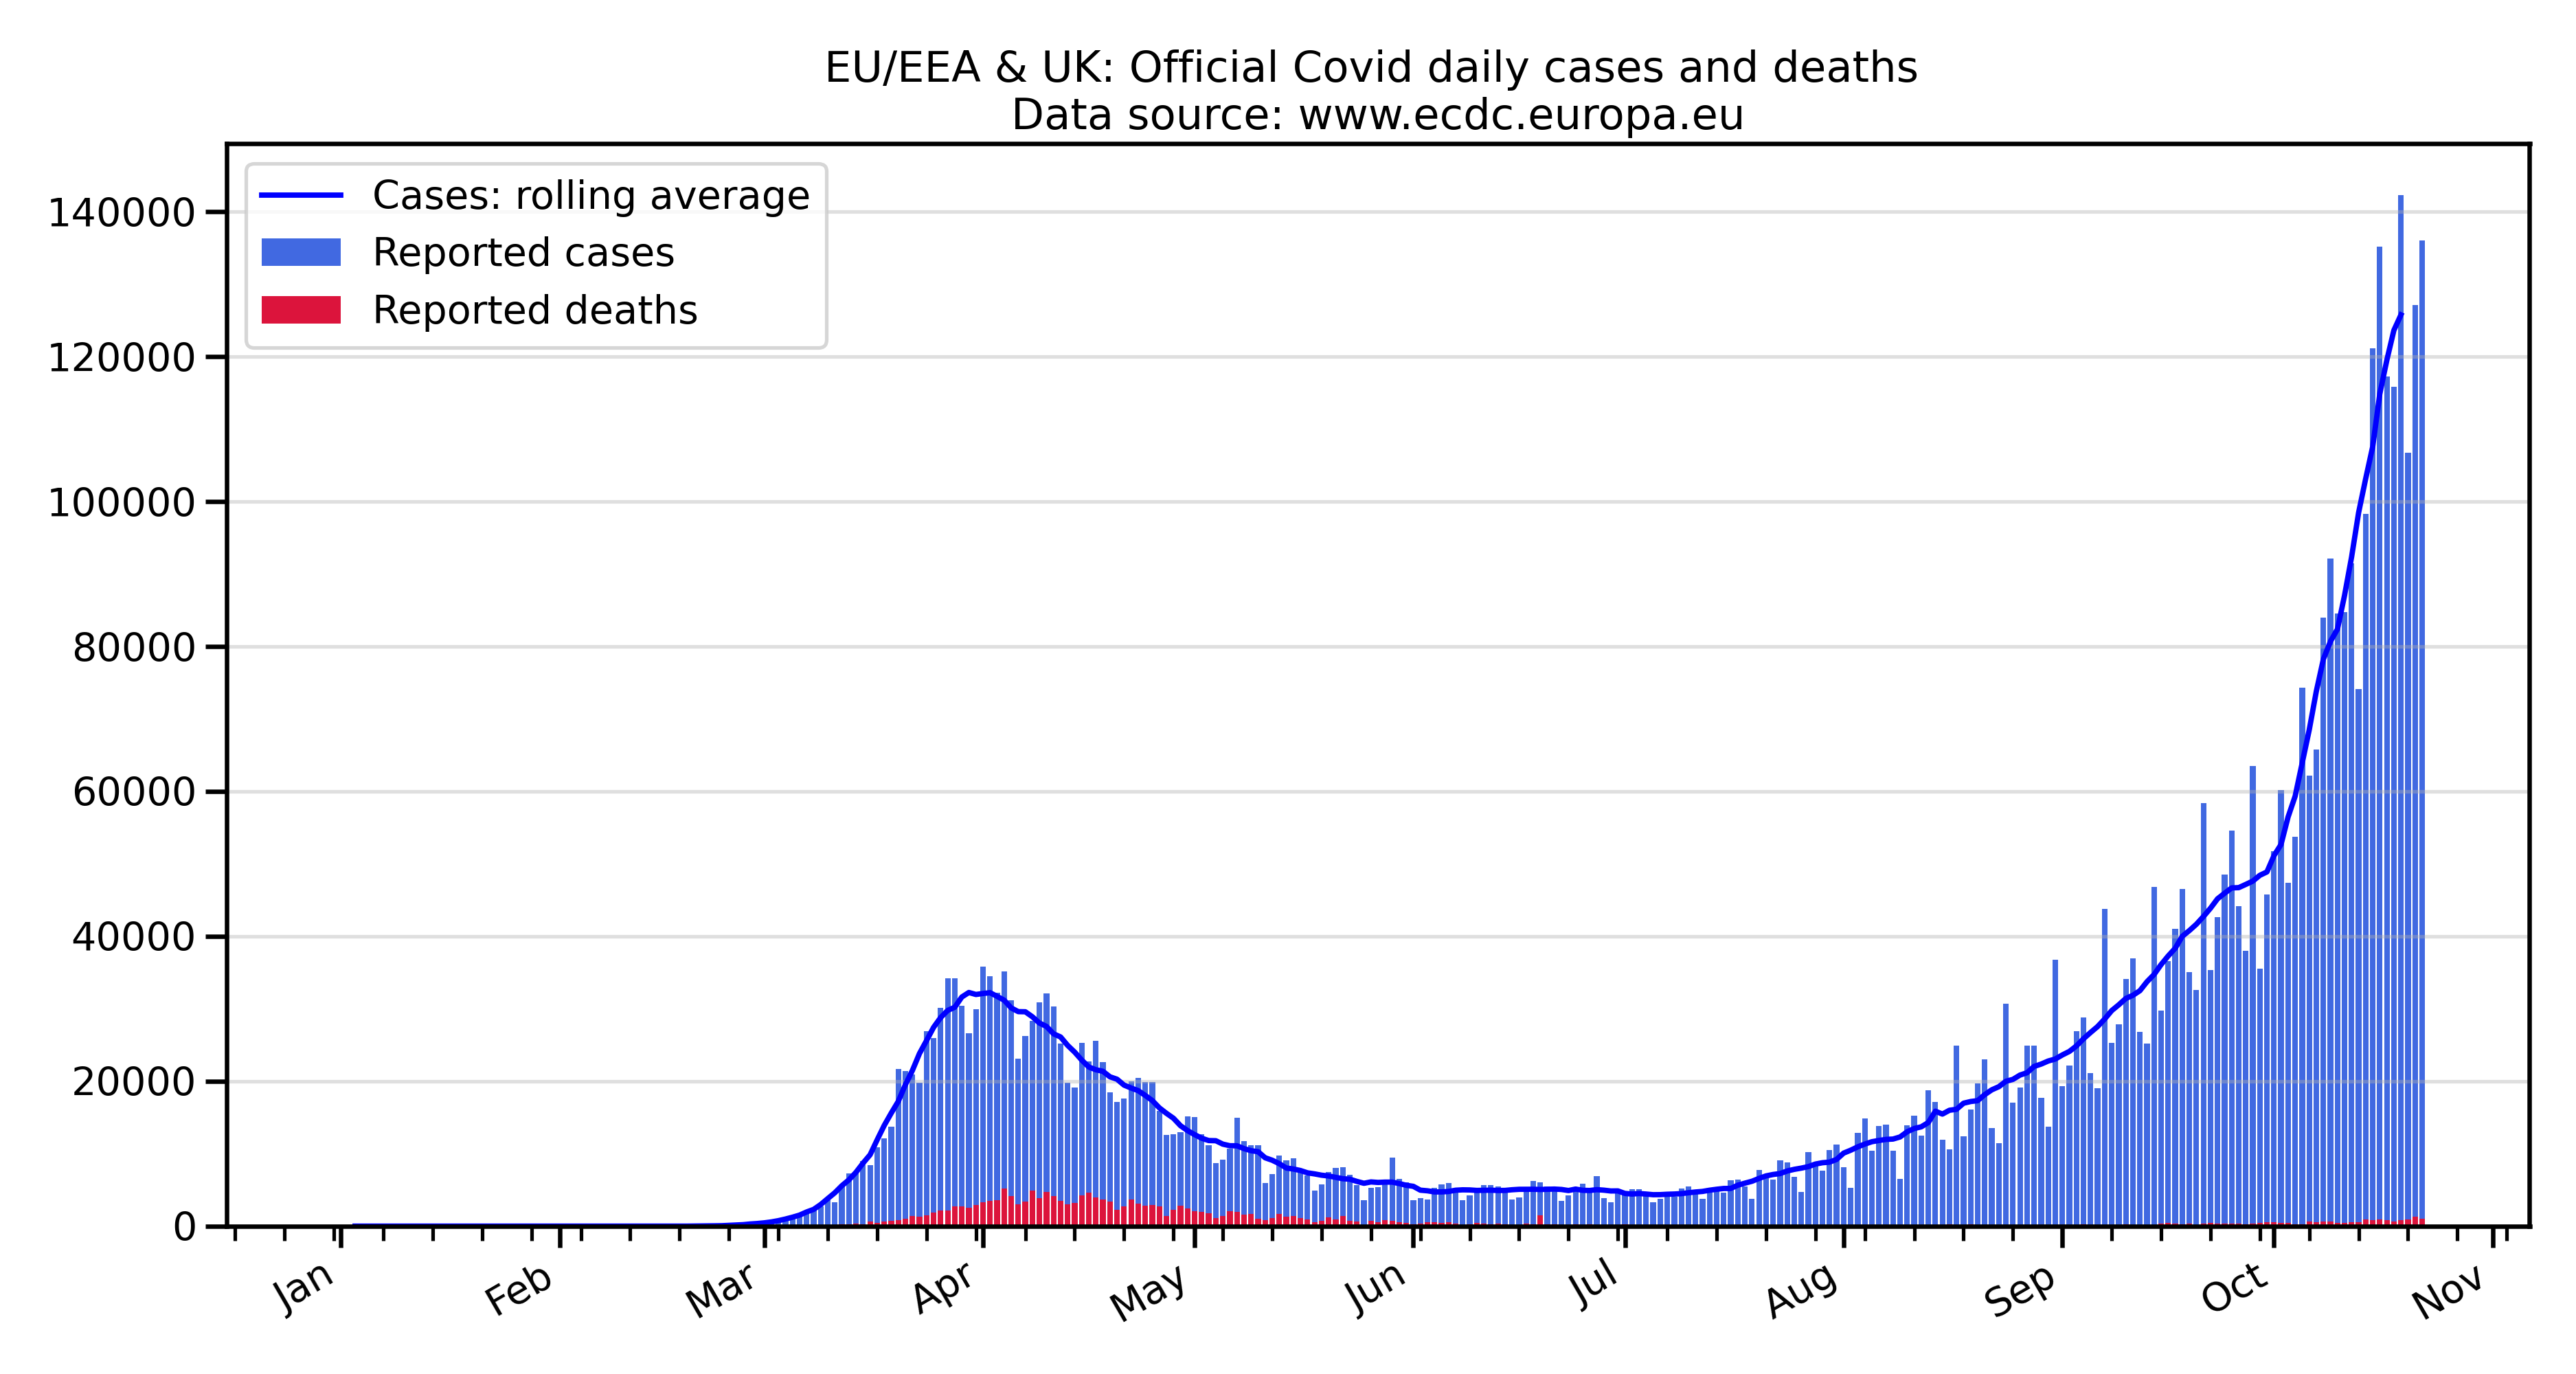 EU/EEA & UK: Official Covid daily cases and deaths
Data source: www.ecdc.europa.eu
Cases: rolling average
Reported cases
Reported deaths
140000
120000
100000
80000
60000
40000
20000
0
Jan
Feb
Mar
Apr
May
Jun
Jul
Aug
Sep
Oct
Nov